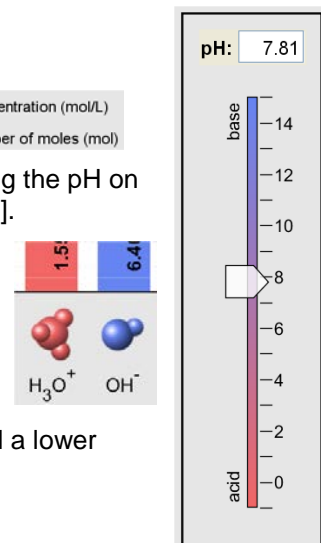 entration (mol/L)
ber of moles (mol)
g the pH on
].
H₃O⁺ OH⁻
a lower
pH: 7.81
base
14
12
10
8
6
4
2
0
acid